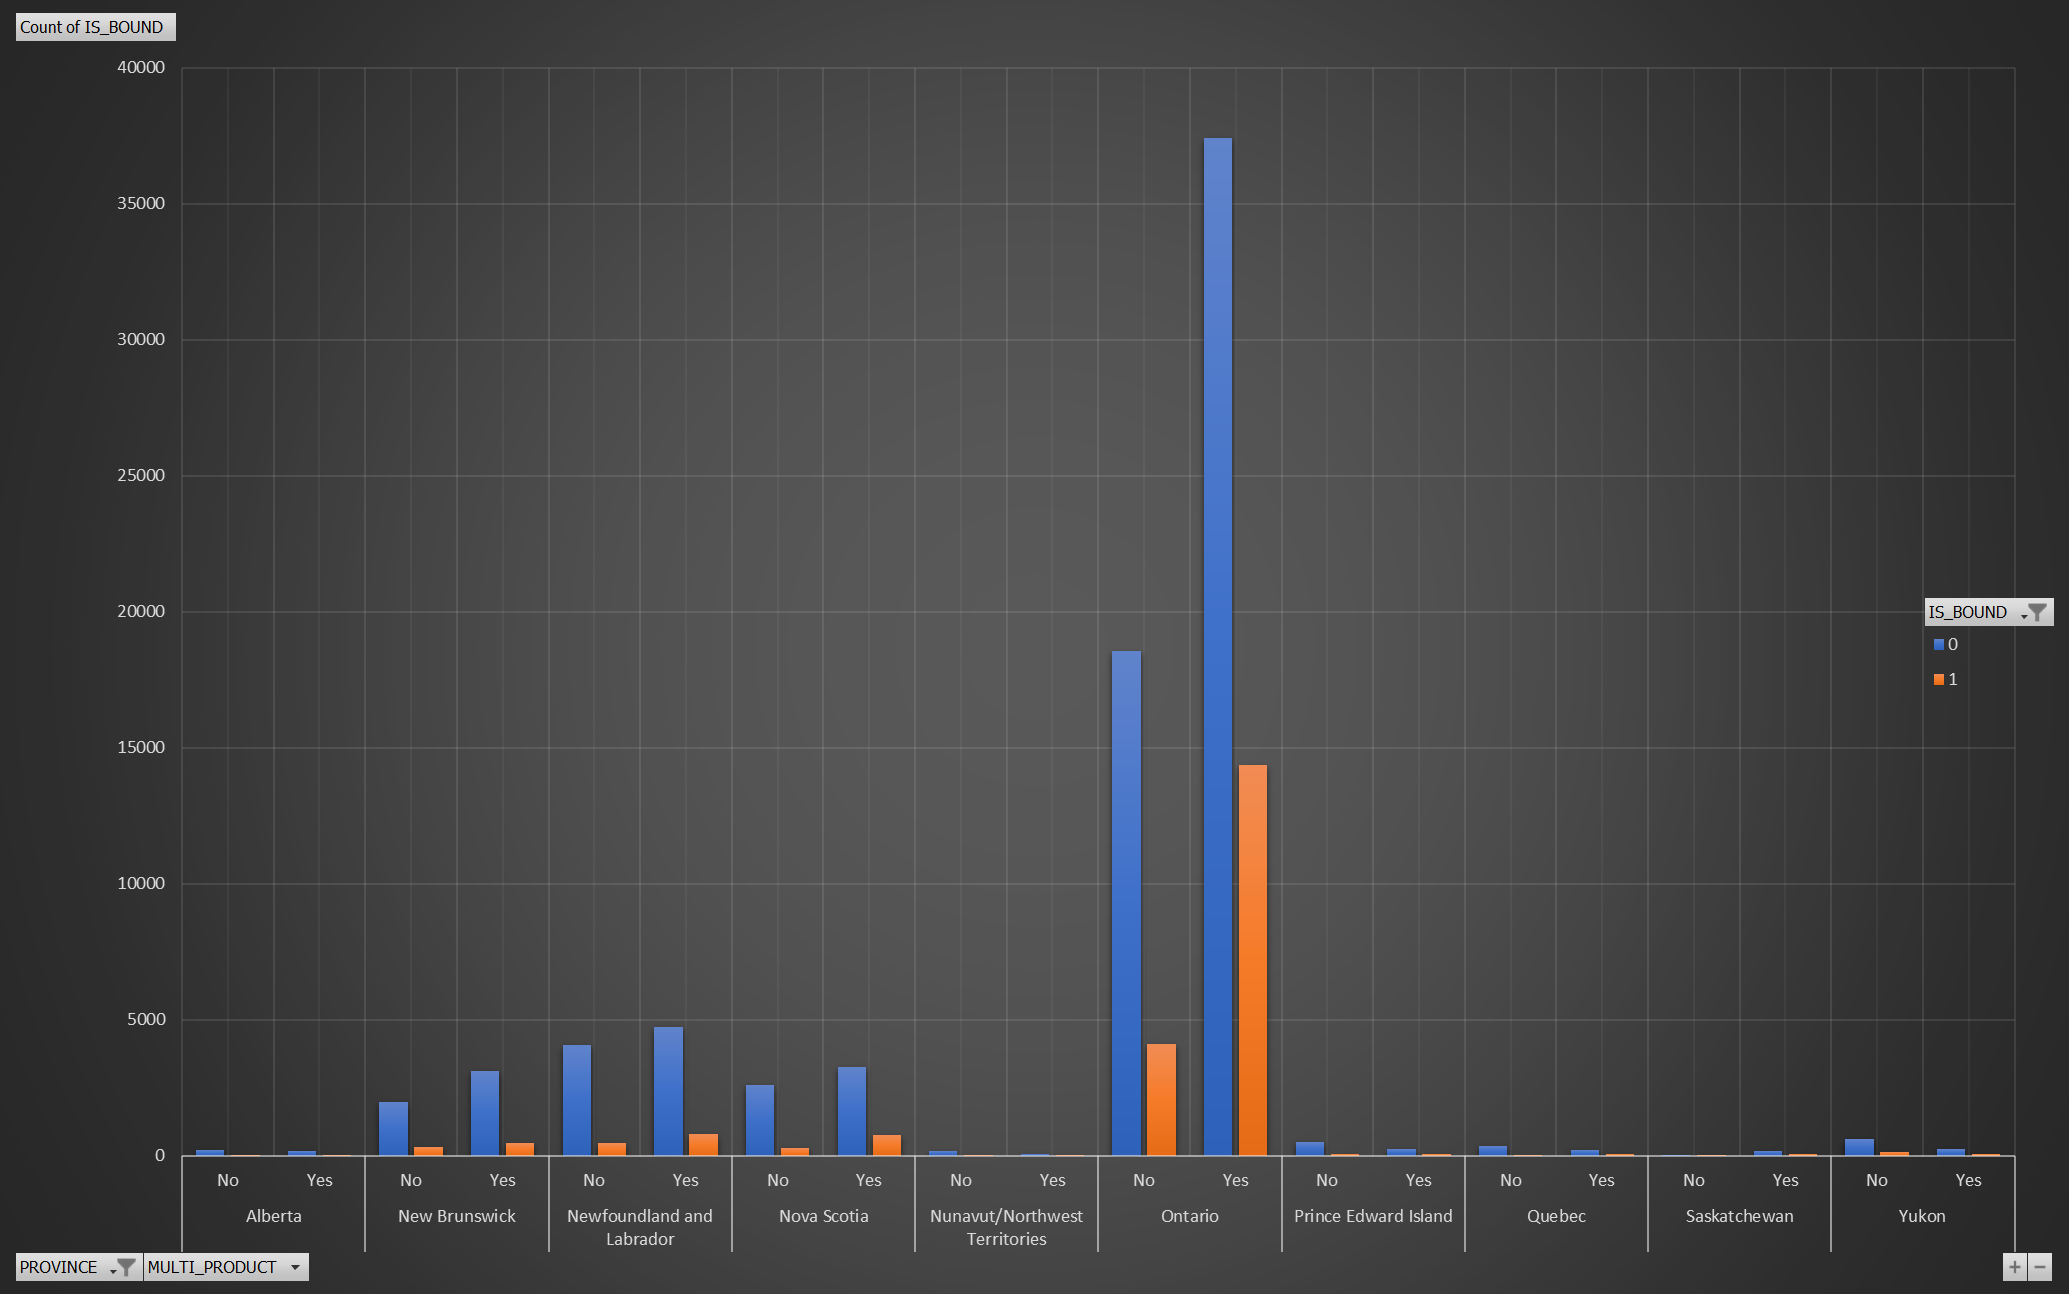 Count of IS_BOUND
40000
35000
30000
25000
20000
15000
10000
5000
0
IS_BOUND
0
1
No Yes No Yes No Yes No Yes No Yes No Yes No Yes No Yes No Yes No Yes
Alberta New Brunswick Newfoundland and Nova Scotia Nunavut/Northwest Ontario Prince Edward Island Quebec Saskatchewan Yukon
Labrador Territories
PROVINCE MULTI_PRODUCT + −